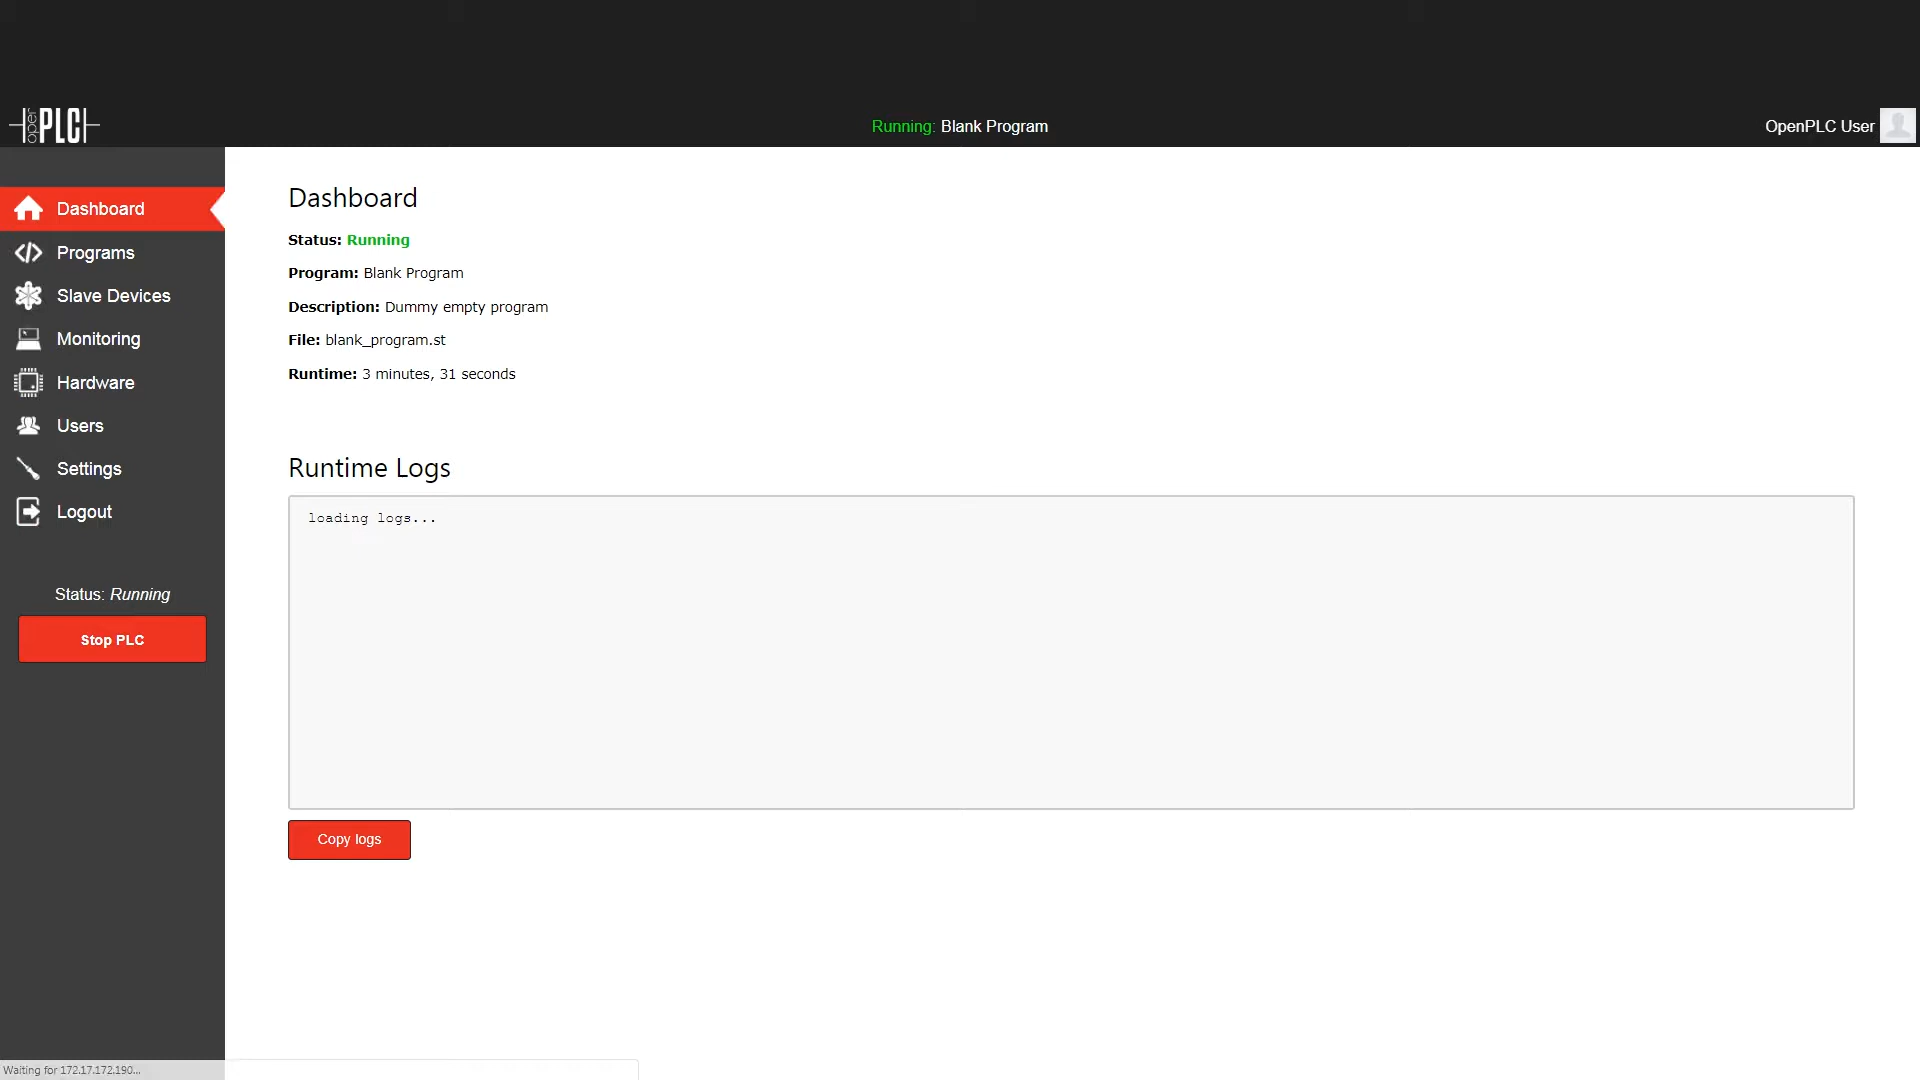 open PLC
Running: Blank Program
OpenPLC User
Dashboard
Programs
Slave Devices
Monitoring
Hardware
Users
Settings
Logout
Status: Running
Stop PLC
Dashboard
Status: Running
Program: Blank Program
Description: Dummy empty program
File: blank_program.st
Runtime: 3 minutes, 31 seconds
Runtime Logs
loading logs...
Copy logs
Waiting for 172.17.172.190...